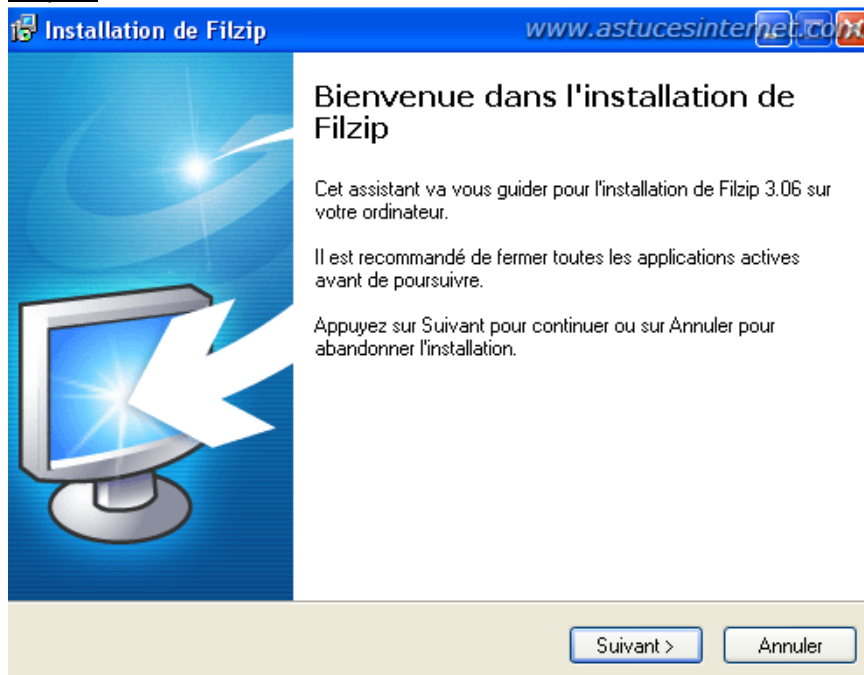 Installation de Filzip
www.astucesinternet.com
Bienvenue dans l'installation de
Filzip
Cet assistant va vous guider pour l'installation de Filzip 3.06 sur
votre ordinateur.
Il est recommandé de fermer toutes les applications actives
avant de poursuivre.
Appuyez sur Suivant pour continuer ou sur Annuler pour
abandonner l'installation.
Suivant >
Annuler